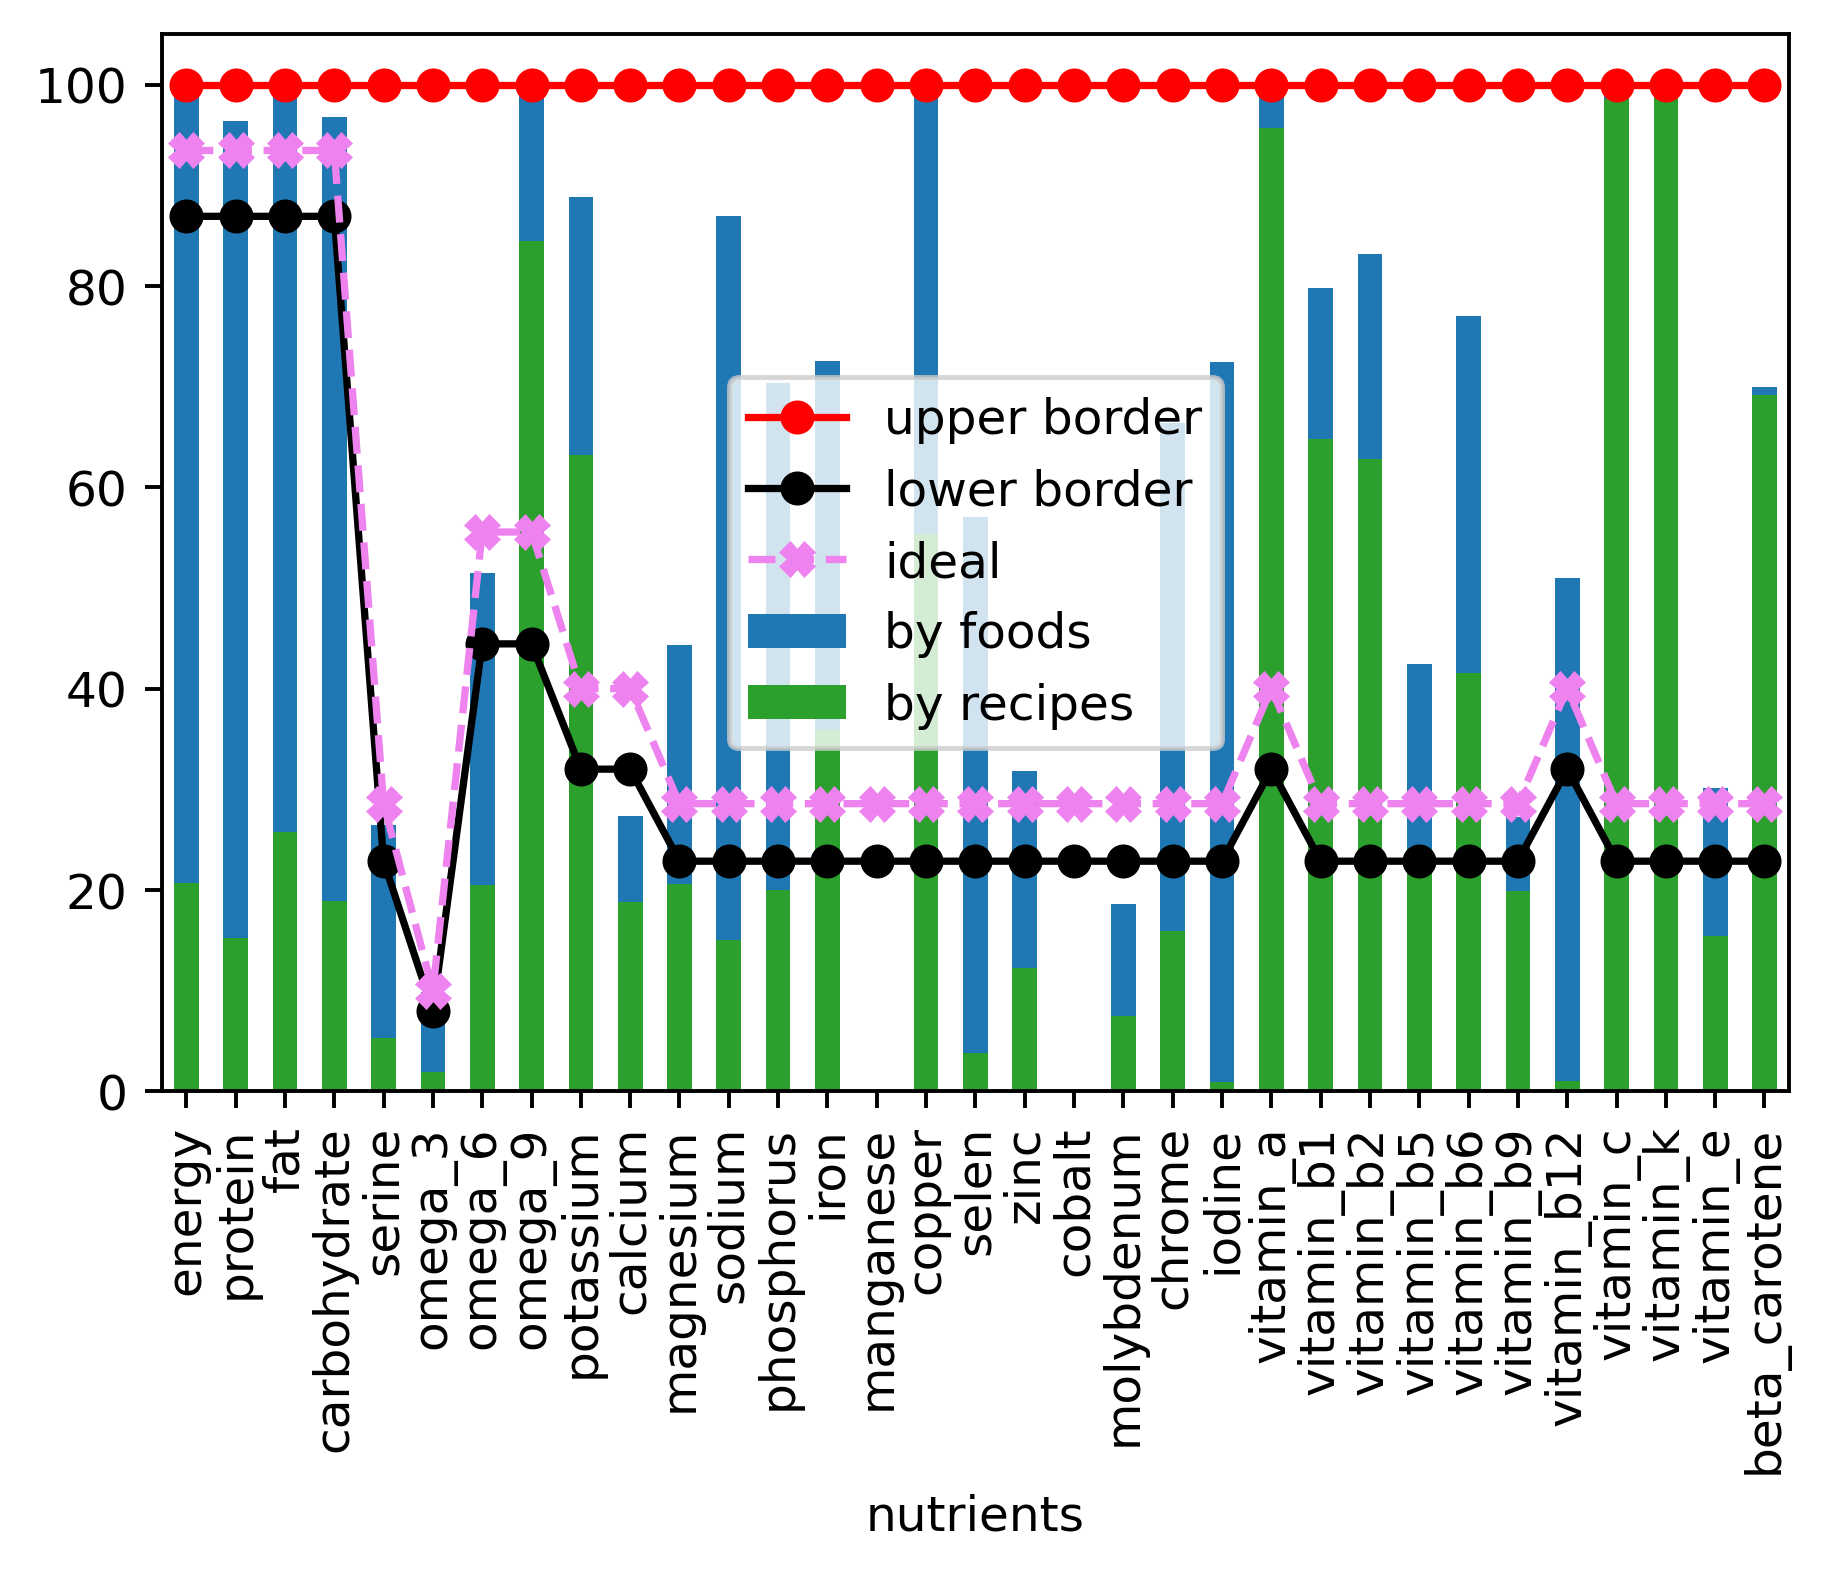 100
80
60
40
20
0
upper border
lower border
ideal
by foods
by recipes
energy
protein
fat
carbohydrate
serine
omega_3
omega_6
omega_9
potassium
calcium
magnesium
sodium
phosphorus
iron
manganese
copper
selen
zinc
cobalt
molybdenum
chrome
iodine
vitamin_a
vitamin_b1
vitamin_b2
vitamin_b5
vitamin_b6
vitamin_b9
vitamin_b12
vitamin_c
vitamin_k
vitamin_e
beta_carotene
nutrients